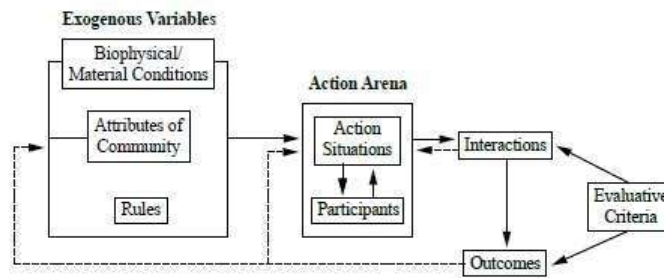 Exogenous Variables
Biophysical/
Material Conditions
Attributes of
Community
Rules
Action Arena
Action
Situations
Participants
Interactions
Outcomes
Evaluative
Criteria